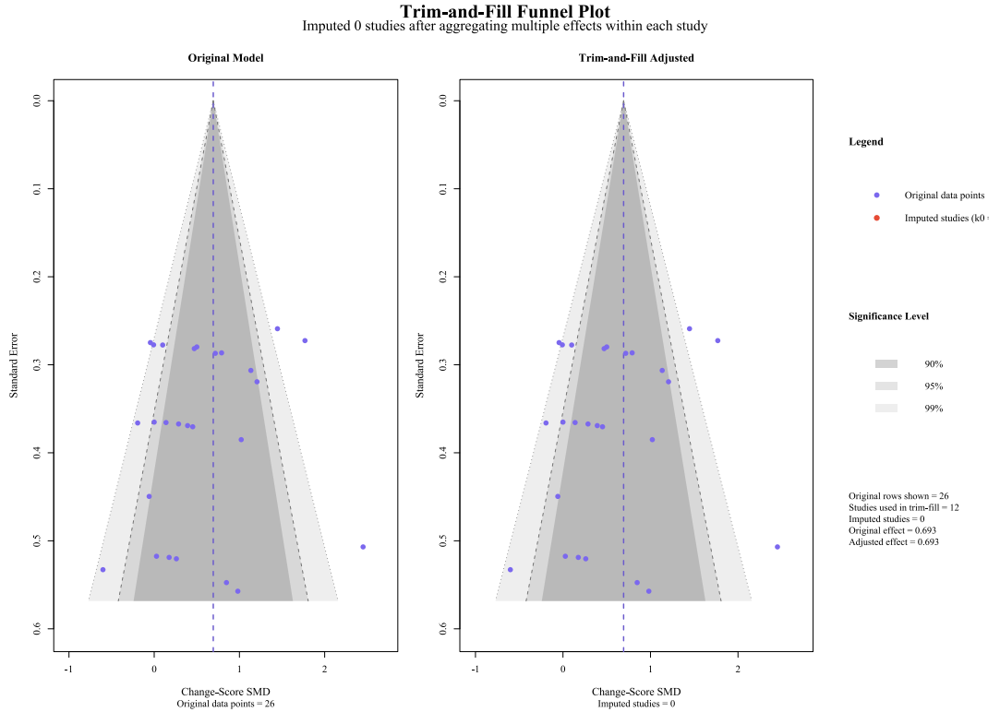 Trim-and-Fill Funnel Plot
Imputed 0 studies after aggregating multiple effects within each study
Original Model
Standard Error
0.0
0.1
0.2
0.3
0.4
0.5
0.6
-1 0 1 2
Change-Score SMD
Original data points = 26
Trim-and-Fill Adjusted
Standard Error
0.0
0.1
0.2
0.3
0.4
0.5
0.6
-1 0 1 2
Change-Score SMD
Imputed studies = 0
Legend
Original data points
Imputed studies (k0 =
Significance Level
90%
95%
99%
Original rows shown = 26
Studies used in trim-fill = 12
Imputed studies = 0
Original effect = 0.693
Adjusted effect = 0.693